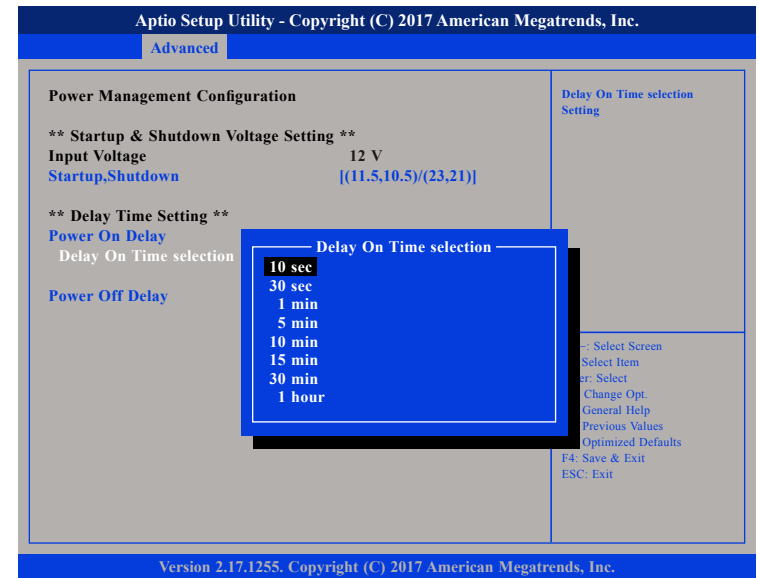 Aptio Setup Utility - Copyright (C) 2017 American Megatrends, Inc.
Advanced
Power Management Configuration
** Startup & Shutdown Voltage Setting **
Input Voltage 12 V
Startup,Shutdown [(11.5,10.5)/(23,21)]
** Delay Time Setting **
Power On Delay
Delay On Time selection
Power Off Delay
Delay On Time selection
10 sec
30 sec
1 min
5 min
10 min
15 min
30 min
1 hour
Delay On Time selection
Setting
: Select Screen
Select Item
: Select
Change Opt.
General Help
Previous Values
Optimized Defaults
F4: Save & Exit
ESC: Exit
Version 2.17.1255. Copyright (C) 2017 American Megatrends, Inc.